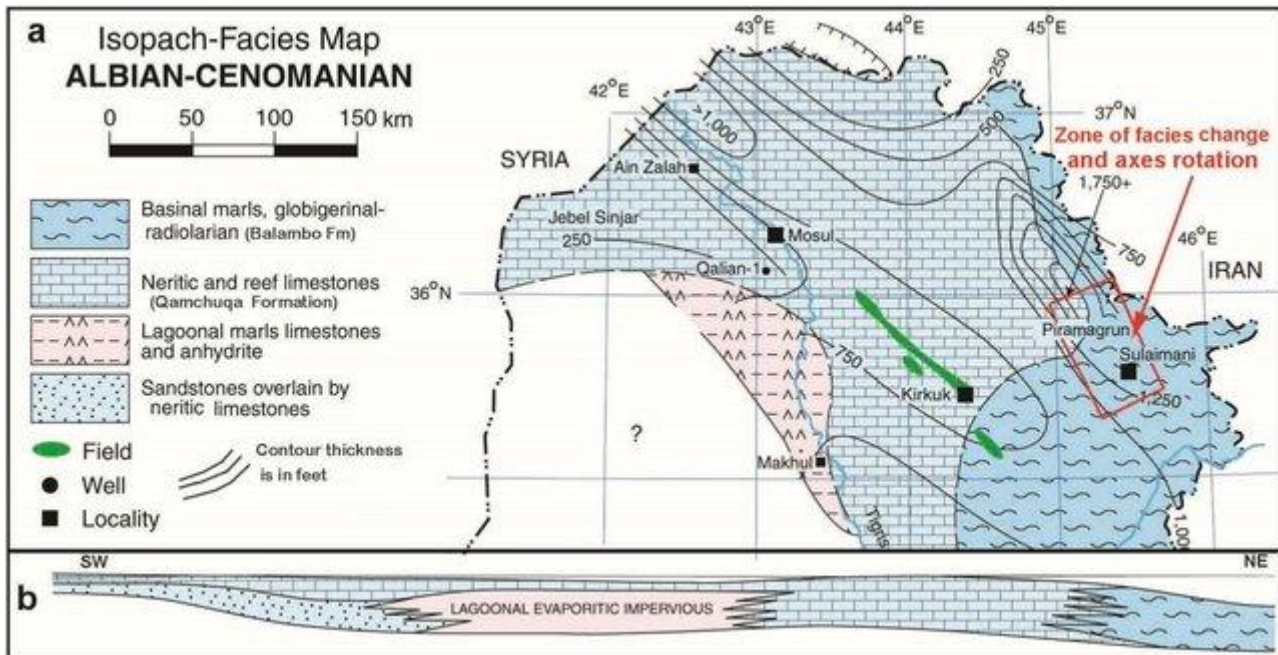 a
Isopach-Facies Map
ALBIAN-CENOMANIAN
0 50 100 150 km
Basinal marls, globigerinal-
radiolarian (Balambo Fm)
Neritic and reef limestones
(Qamchuqa Formation)
Lagoonal marls limestones
and anhydrite
Sandstones overlain by
neritic limestones
Field
Well
Locality
Contour thickness
is in feet
42°E
43°E
44°E
45°E
46°E
37°N
36°N
SYRIA
IRAN
>1,000
250
500
Zone of facies change
and axes rotation
1,750+
750
Ain Zalah
Jebel Sinjar
250
Mosul
Qalian-1
Piramagrun
Sulaimani
750
Kirkuk
1,250
?
Makhul
Tigris
1,000
SW
NE
b
LAGOONAL EVAPORITIC IMPERVIOUS